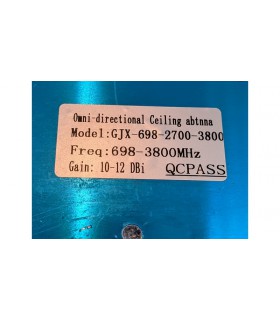 Omni-directional Ceiling abtnna
Model:GJX-698-2700-3800
Freq:698-3800MHz
Gain: 10-12 DBi QCPASS